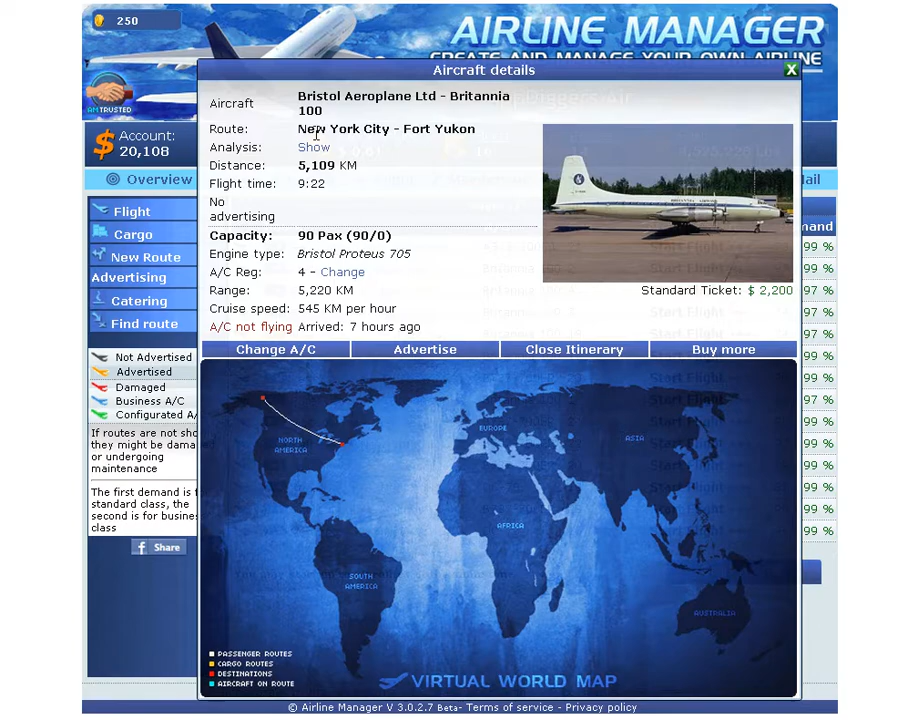 250
AIRLINE MANAGER
CREATE AND MANAGE YOUR OWN AIRLINE
Aircraft details
X
AM TRUSTED
Account:
20,108
Overview
ail
Flight
Cargo
New Route
Advertising
Catering
Find route
Not Advertised
Advertised
Damaged
Business A/C
Configurated A/
If routes are not sho
they might be dama
or undergoing
maintenance
The first demand is f
standard class, the
second is for busines
class
f Share
Aircraft Bristol Aeroplane Ltd - Britannia
100
Route: New York City - Fort Yukon
Analysis: Show
Distance: 5,109 KM
Flight time: 9:22
No
advertising
Capacity: 90 Pax (90/0)
Engine type: Bristol Proteus 705
A/C Reg: 4 - Change
Range: 5,220 KM
Cruise speed: 545 KM per hour
A/C not flying Arrived: 7 hours ago
Standard Ticket: $ 2,200
Change A/C Advertise Close Itinerary Buy more
NORTH
AMERICA
EUROPE
ASIA
AFRICA
SOUTH
AMERICA
AUSTRALIA
PASSENGER ROUTES
CARGO ROUTES
DESTINATIONS
AIRCRAFT ON ROUTE
VIRTUAL WORLD MAP
mand
99 %
99 %
97 %
97 %
97 %
99 %
99 %
97 %
99 %
99 %
99 %
99 %
99 %
99 %
© Airline Manager V 3.0.2.7 Beta- Terms of service - Privacy policy